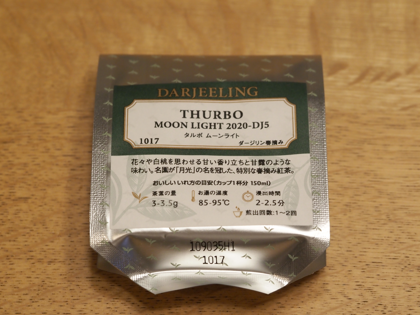 DARJEELING
THURBO
MOON LIGHT 2020-DJ5
タルボ ムーンライト
1017 ダージリン春摘み
花々や白桃を思わせる甘い香り立ちと甘露のような
味わい。名園が「月光」の名を冠した、特別な春摘み紅茶。
おいしいいれ方の目安(カップ1杯分 150ml)
茶葉の量 お湯の温度 浸出時間
3-3.5g 85-95℃ 2-2.5分
煎出回数:1〜2回
109035H1
1017